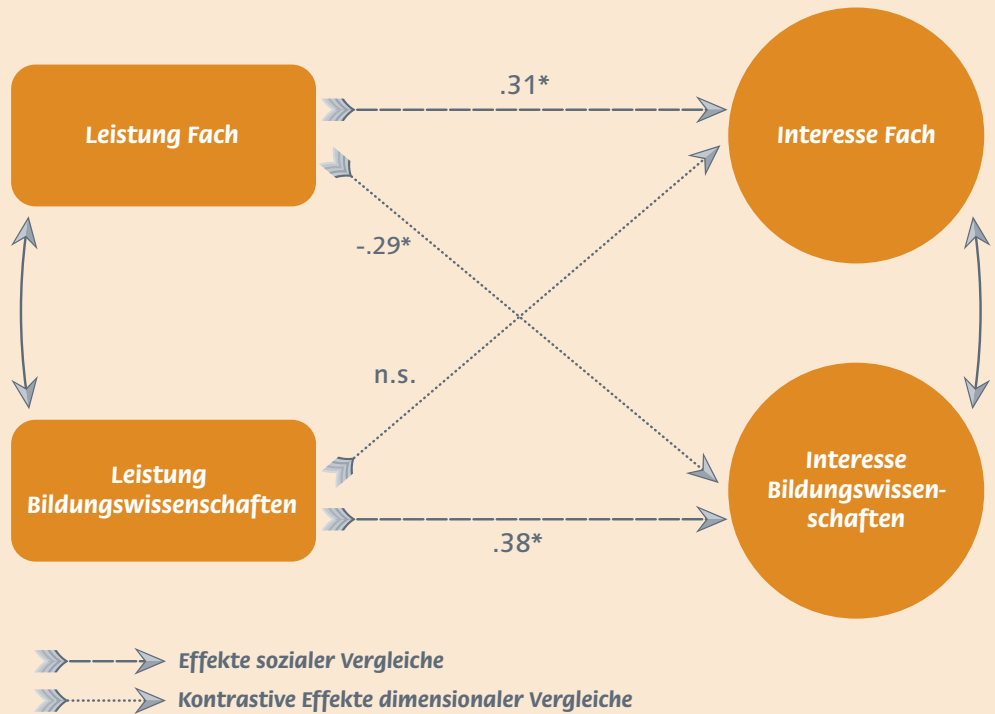 .31*
Leistung Fach
Interesse Fach
-.29*
n.s.
Leistung
Bildungswissenschaften
Interesse
Bildungswissen-
schaften
.38*
Effekte sozialer Vergleiche
Kontrastive Effekte dimensionaler Vergleiche